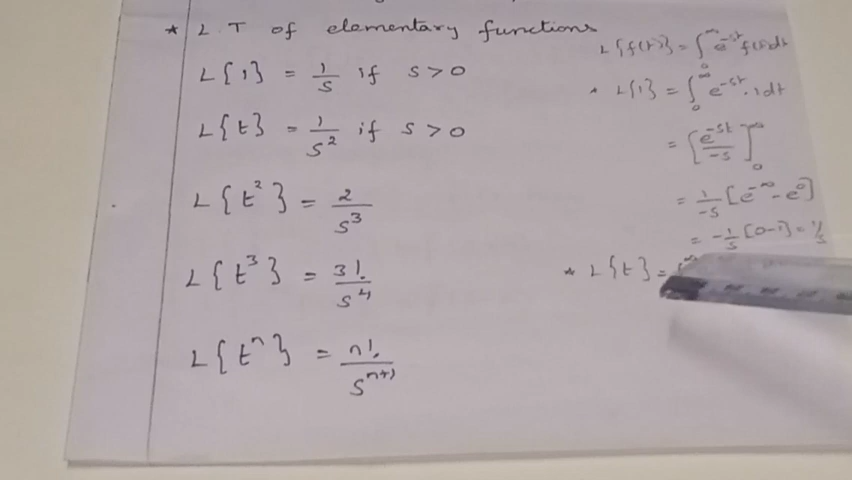 * L T of elementary functions
L{1} = 1/s if s>0
L{t} = 1/s² if s>0
L{t²} = 2/s³
L{t³} = 3!/s⁴
L{tⁿ} = n!/sⁿ⁺¹
L{f(t)} = ∫₀^∞ e^-st f(t)dt
* L{1} = ∫₀^∞ e^-st . 1dt
= [e^-st/-s]₀^∞
= 1/-s [e^-∞ - e⁰]
= -1/s [0-1] = 1/s
* L{t} =